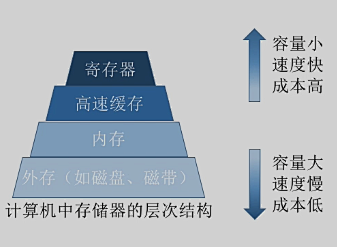 寄存器
高速缓存
内存
外存（如磁盘、磁带）
计算机中存储器的层次结构
容量小
速度快
成本高
容量大
速度慢
成本低